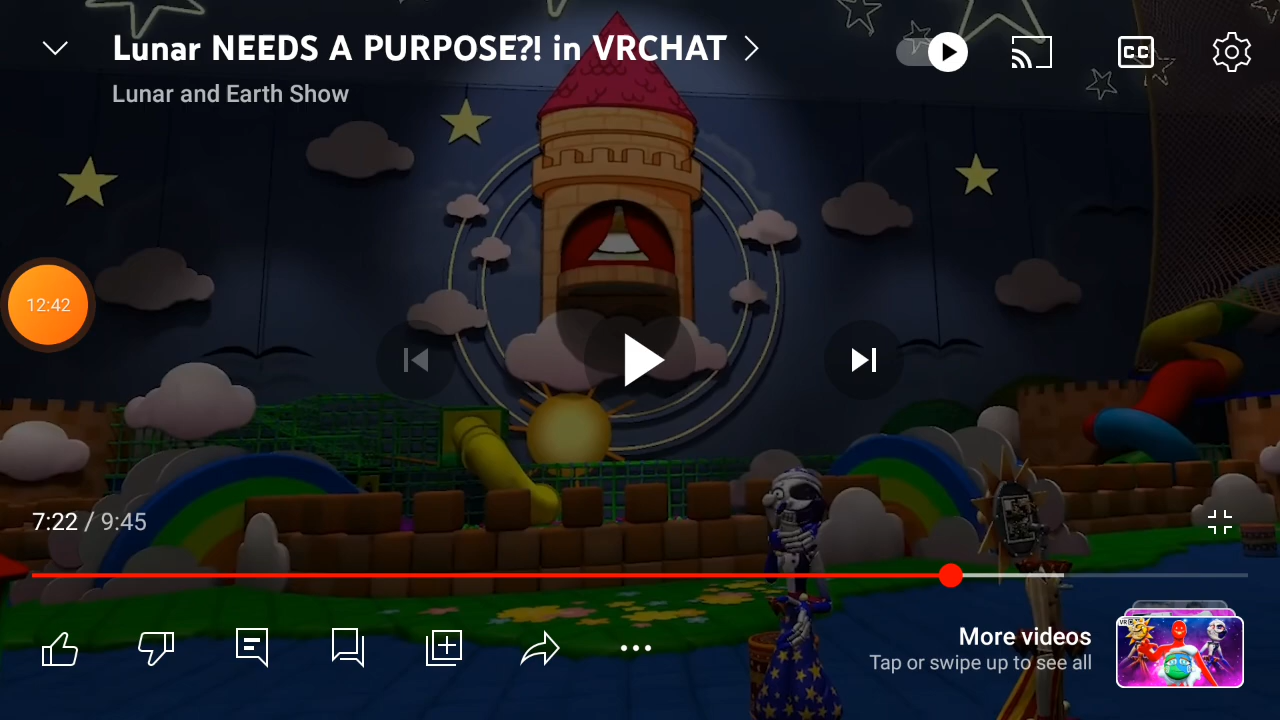 Lunar NEEDS A PURPOSE?! in VRCHAT
Lunar and Earth Show
CC
12:42
7:22 / 9:45
More videos
Tap or swipe up to see all